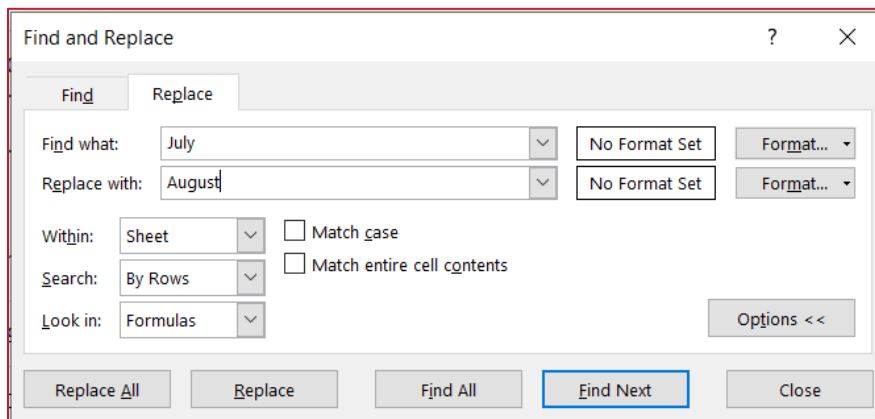 Find and Replace ?
Find Replace
Find what: July No Format Set Format...
Replace with: August No Format Set Format...
Within: Sheet Match case
Search: By Rows Match entire cell contents
Look in: Formulas Options <<
Replace All Replace Find All Find Next Close